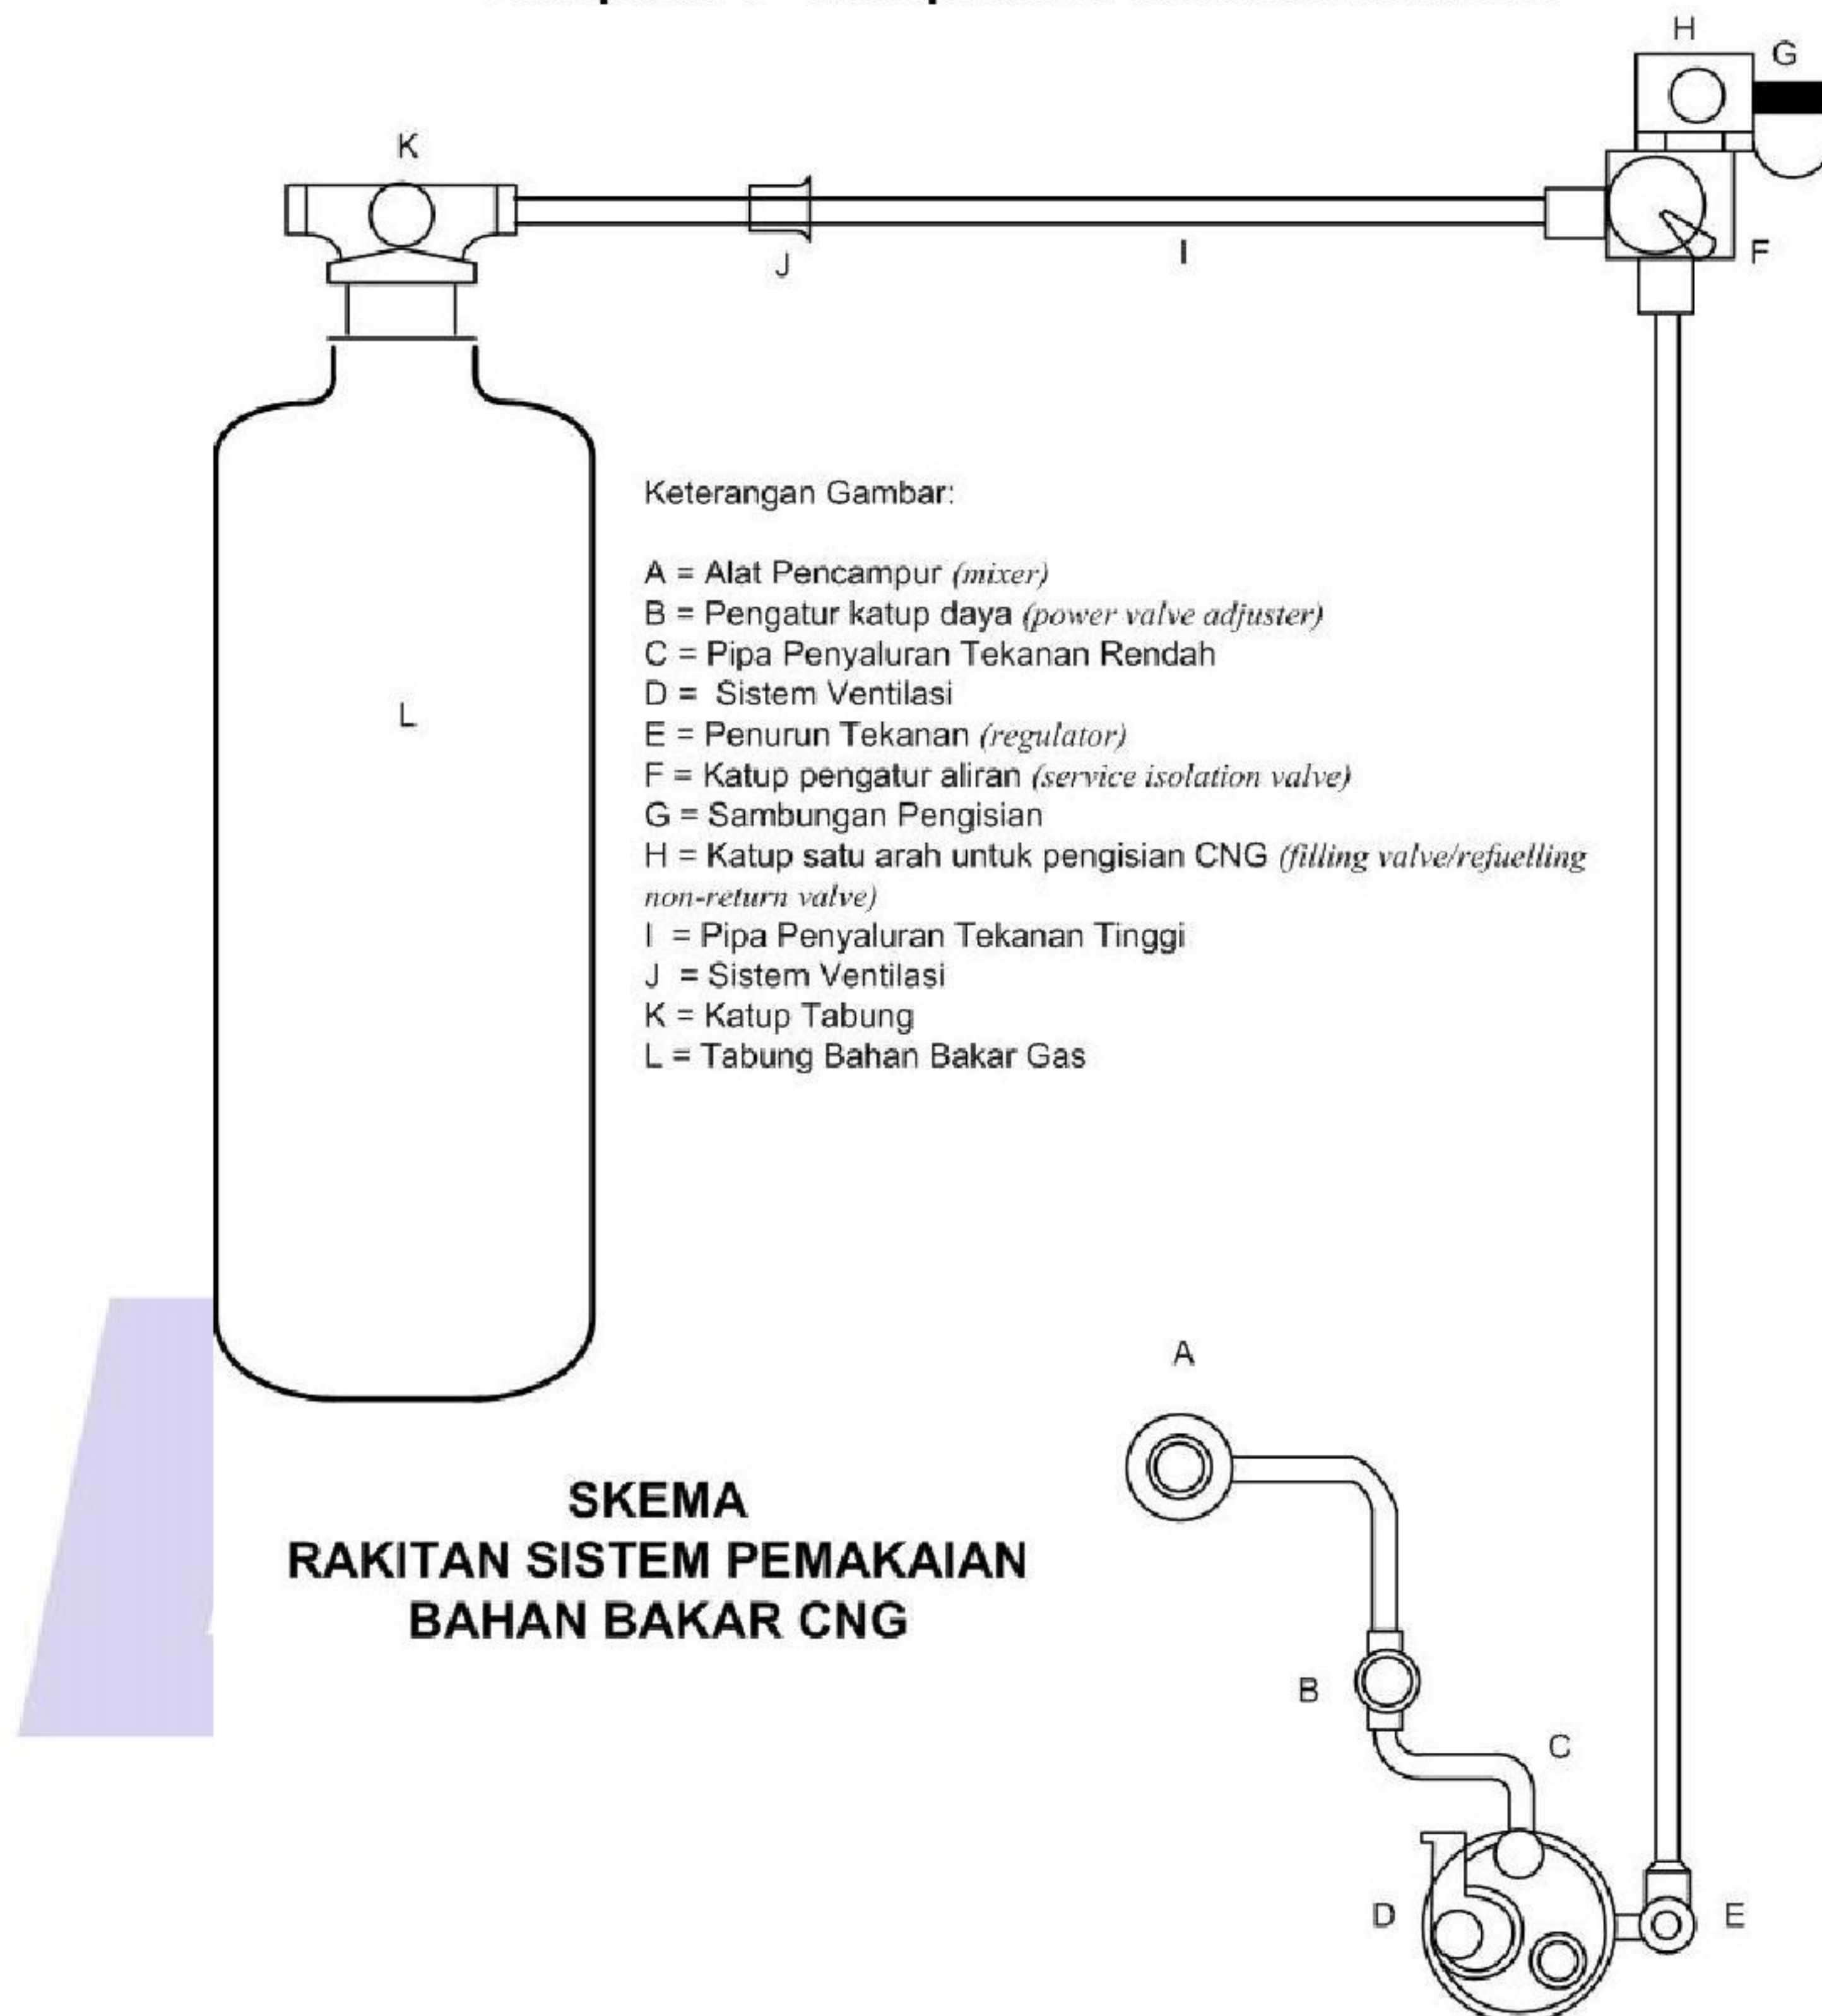 H
G
K
J
I
F
Keterangan Gambar:
A = Alat Pencampur (mixer)
B = Pengatur katup daya (power valve adjuster)
C = Pipa Penyaluran Tekanan Rendah
D = Sistem Ventilasi
E = Penurun Tekanan (regulator)
L
F = Katup pengatur aliran (service isolation valve)
G = Sambungan Pengisian
H = Katup satu arah untuk pengisian CNG (filling valve/refuelling
non-return valve)
I = Pipa Penyaluran Tekanan Tinggi
J = Sistem Ventilasi
K = Katup Tabung
L = Tabung Bahan Bakar Gas
A
SKEMA
RAKITAN SISTEM PEMAKAIAN
BAHAN BAKAR CNG
B
C
D
E